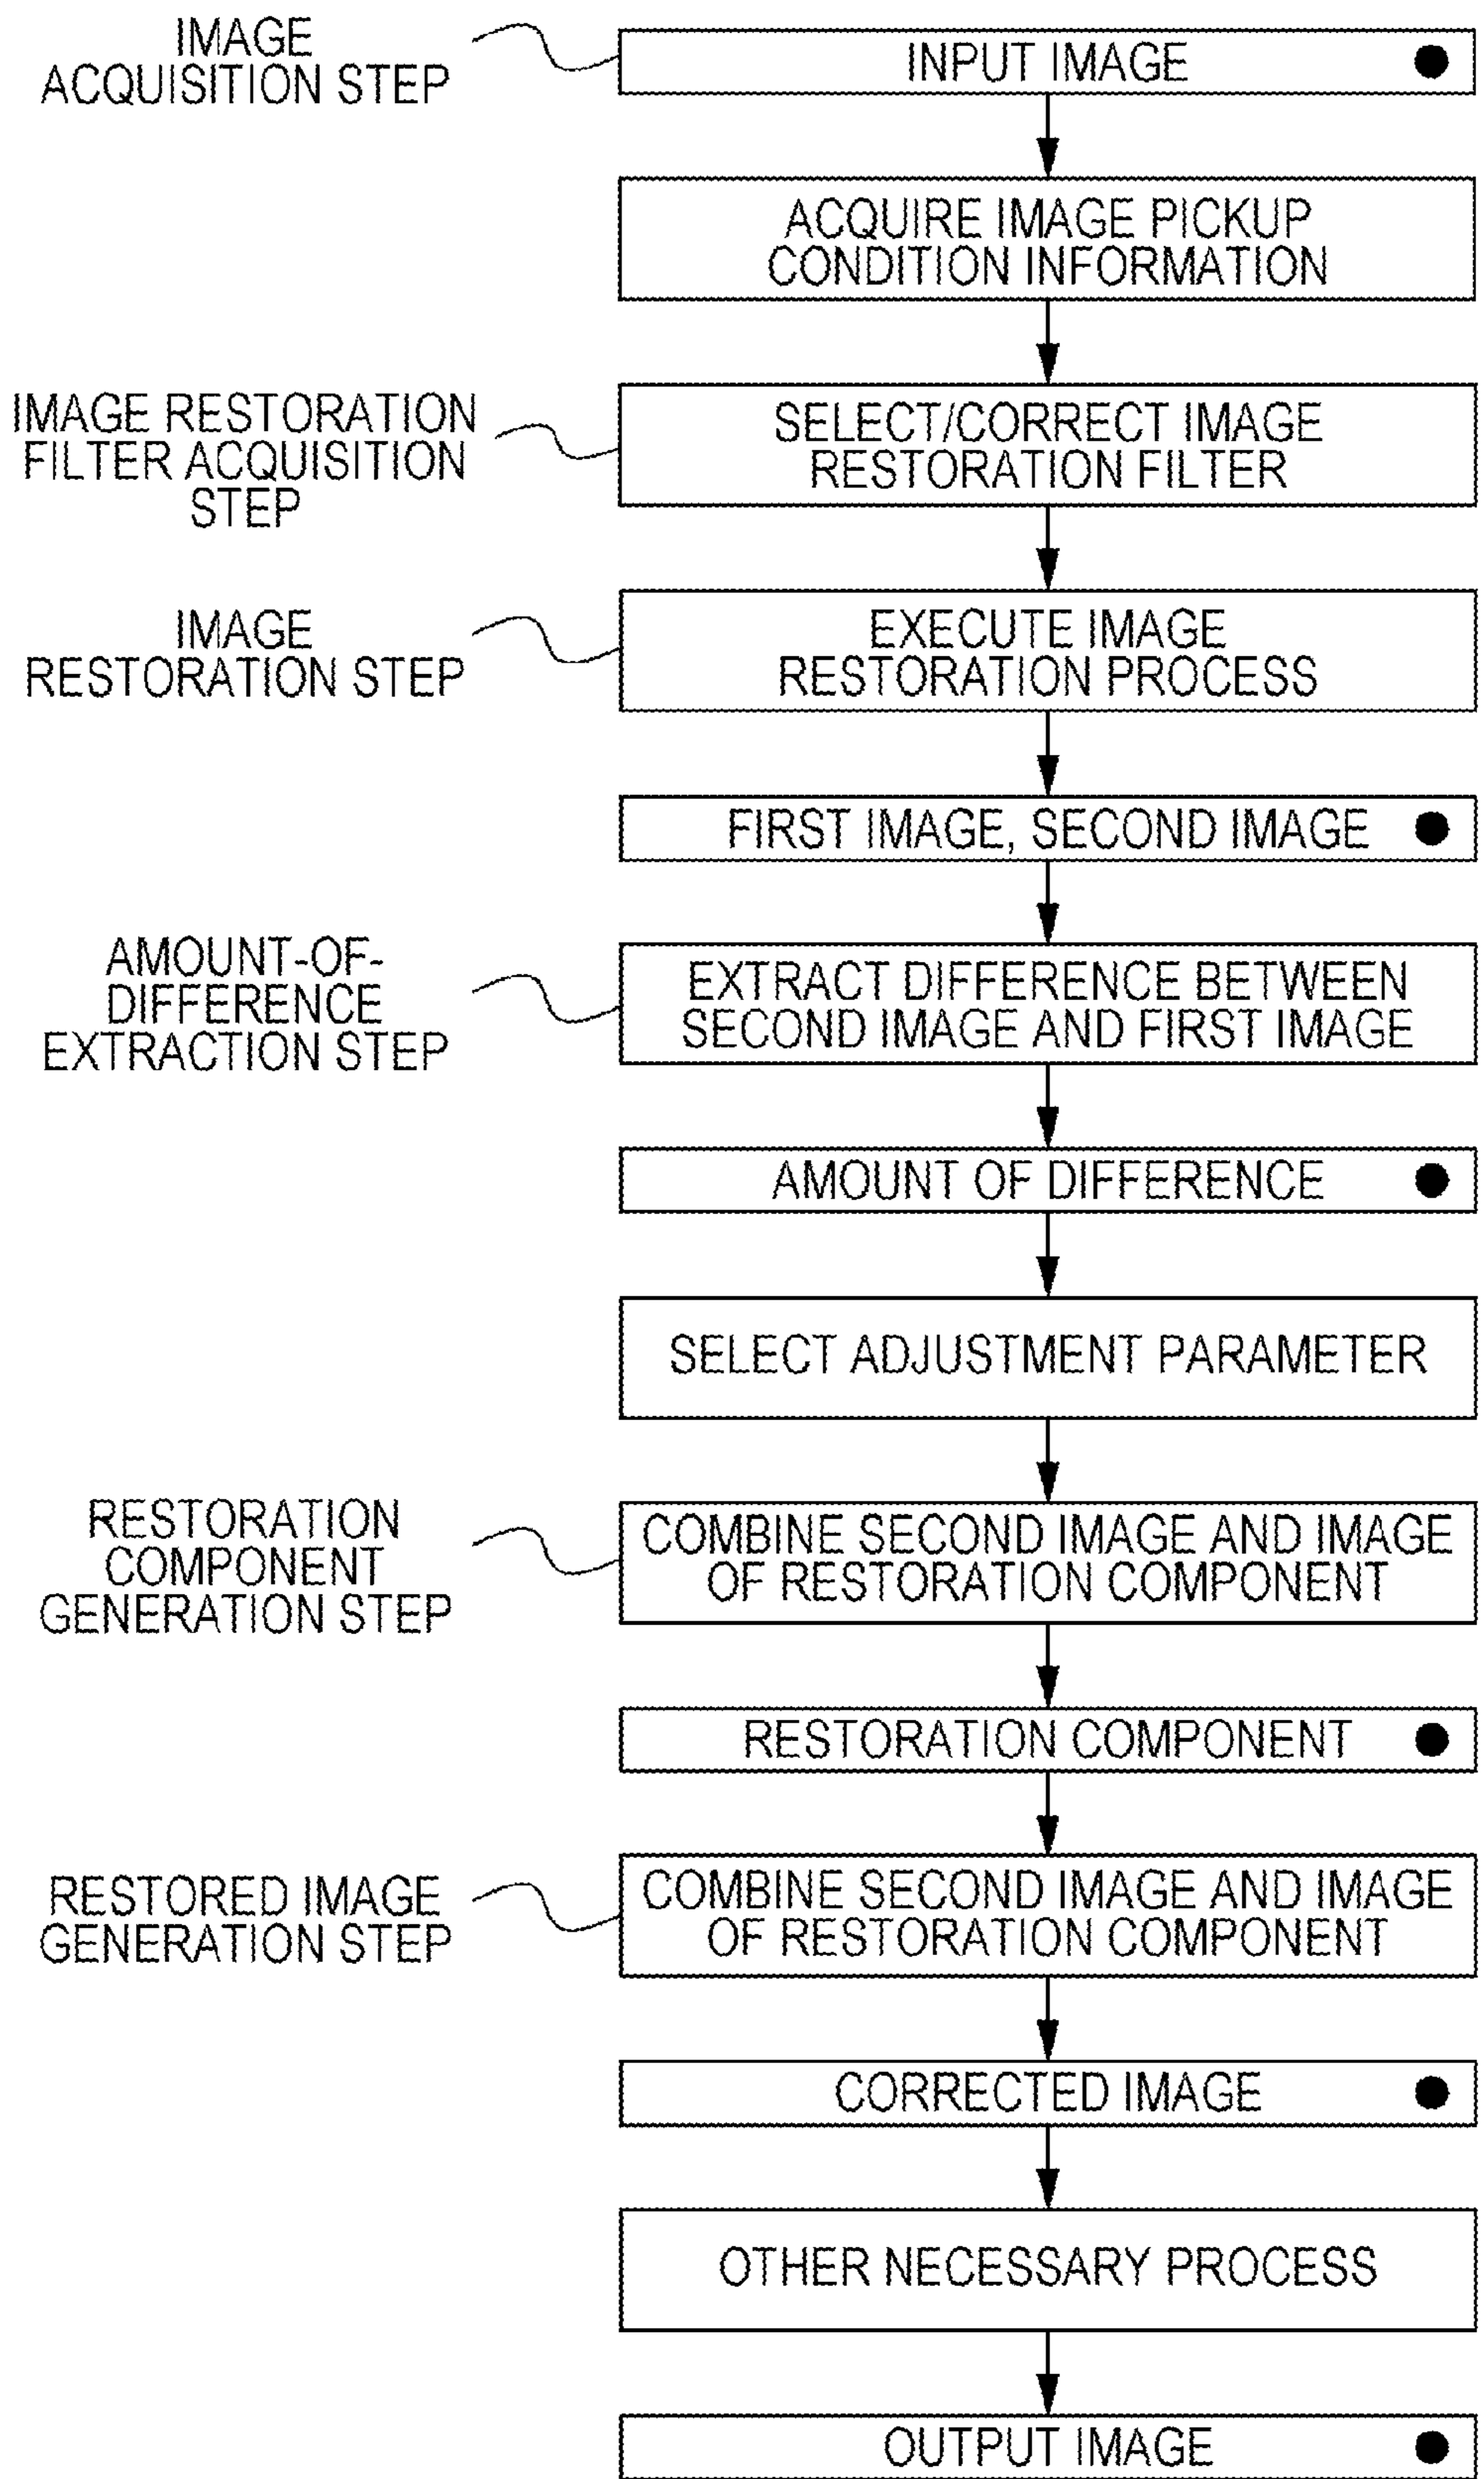 IMAGE
ACQUISITION STEP
INPUT IMAGE
ACQUIRE IMAGE PICKUP
CONDITION INFORMATION
IMAGE RESTORATION
FILTER ACQUISITION
STEP
SELECT/CORRECT IMAGE
RESTORATION FILTER
IMAGE
RESTORATION STEP
EXECUTE IMAGE
RESTORATION PROCESS
FIRST IMAGE, SECOND IMAGE
AMOUNT-OF-
DIFFERENCE
EXTRACTION STEP
EXTRACT DIFFERENCE BETWEEN
SECOND IMAGE AND FIRST IMAGE
AMOUNT OF DIFFERENCE
SELECT ADJUSTMENT PARAMETER
RESTORATION
COMPONENT
GENERATION STEP
COMBINE SECOND IMAGE AND IMAGE
OF RESTORATION COMPONENT
RESTORATION COMPONENT
RESTORED IMAGE
GENERATION STEP
COMBINE SECOND IMAGE AND IMAGE
OF RESTORATION COMPONENT
CORRECTED IMAGE
OTHER NECESSARY PROCESS
OUTPUT IMAGE